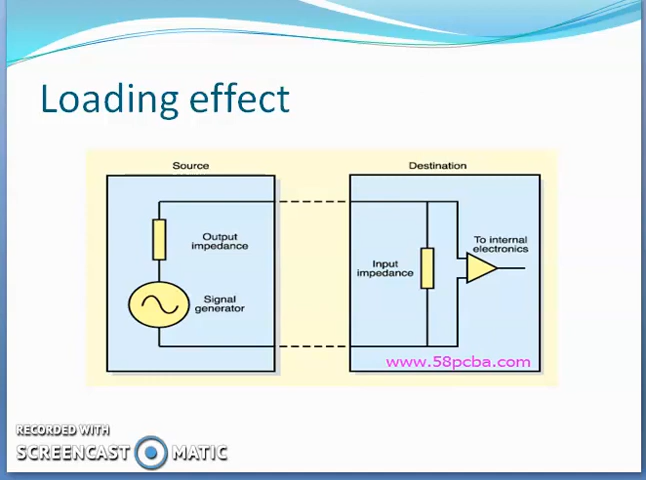 Loading effect
Source
Destination
Output
impedance
Signal
generator
Input
impedance
To internal
electronics
www.58pcba.com
RECORDED WITH
SCREENCAST MATIC